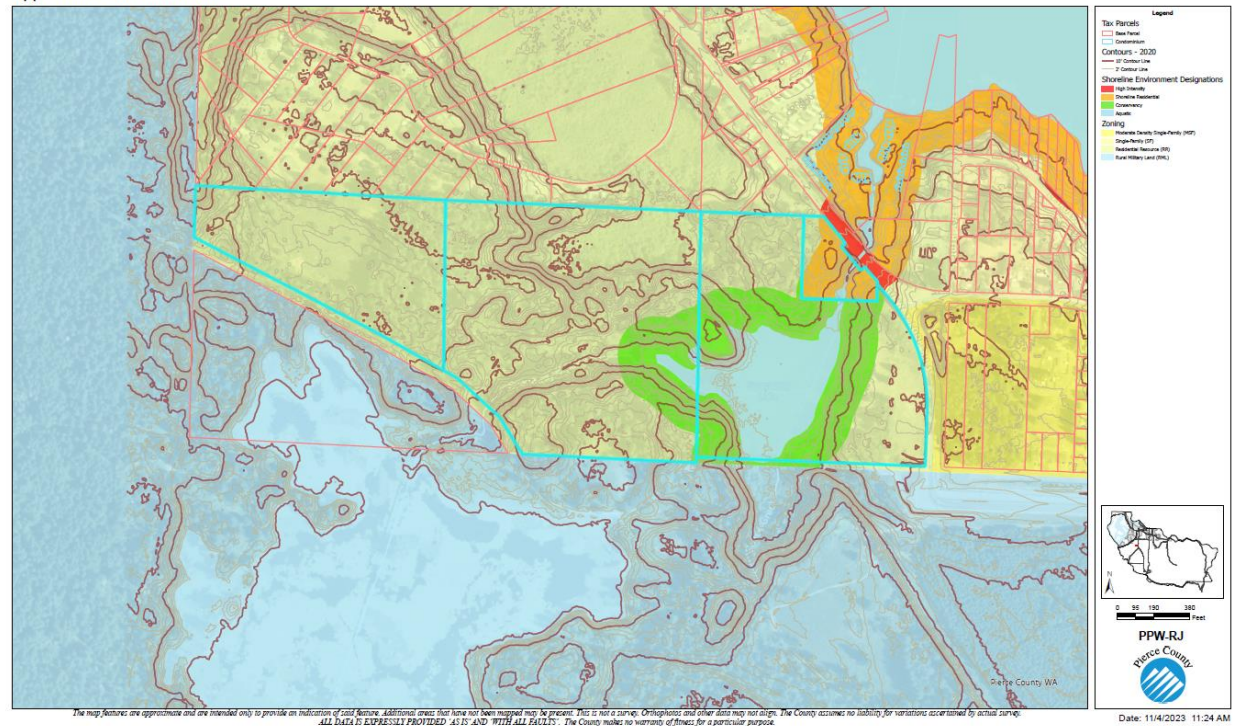 Legend
Tax Parcels
Base Parcel
Condominium
Contours - 2020
10' Contour Line
2' Contour Line
Shoreline Environment Designations
High Intensity
Shoreline Residential
Conservancy
Aquatic
Zoning
Moderate Density Single-Family (MSF)
Single-Family (SF)
Residential Resource (RR)
Rural Military Land (RML)
N
0 95 190 380
Feet
PPW-RJ
Pierce County
Pierce County WA
The map features are approximate and are intended only to provide an indication of said feature. Additional areas that have not been mapped may be present. This is not a survey. Orthophotos and other data may not align. The County assumes no liability for variations ascertained by actual survey.
ALL DATA IS EXPRESSLY PROVIDED 'AS IS' AND 'WITH ALL FAULTS'. The County makes no warranty of fitness for a particular purpose.
Date: 11/4/2023 11:24 AM